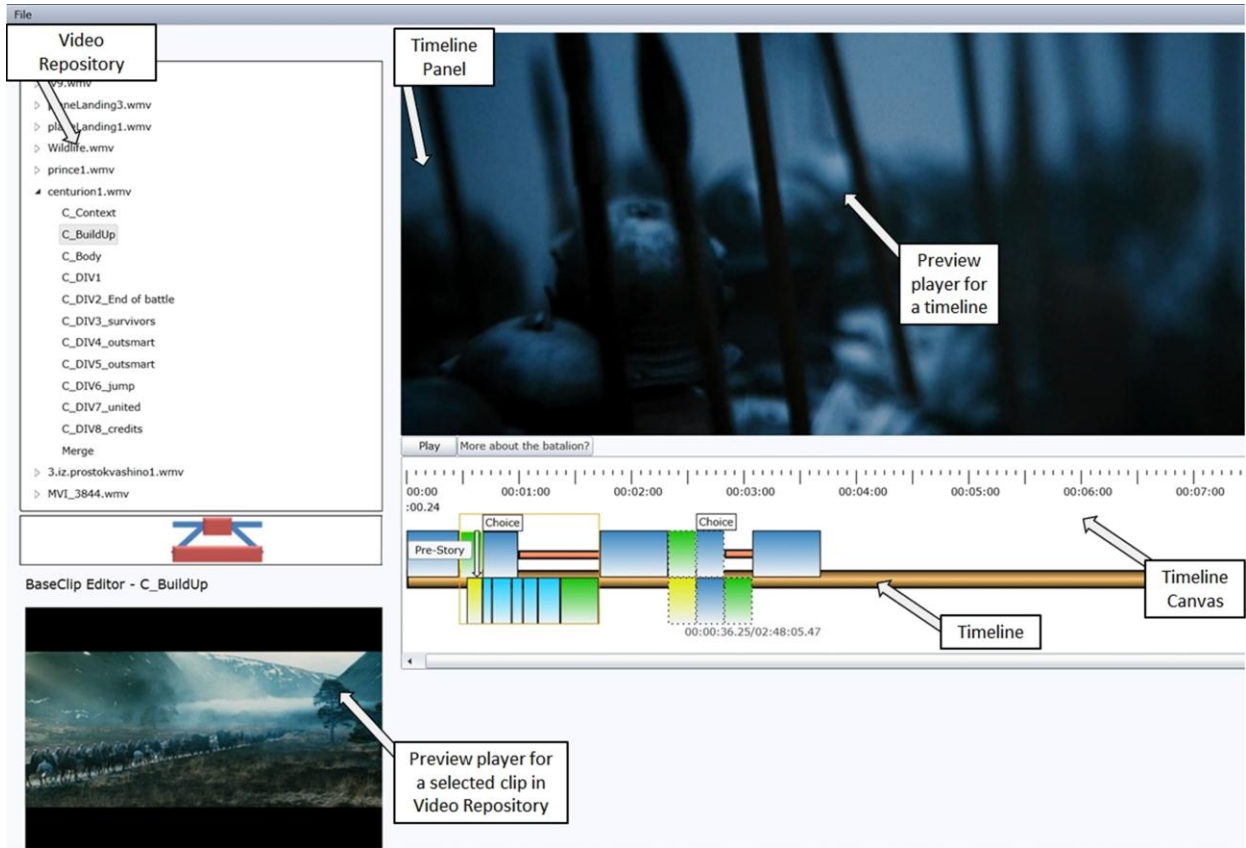 File
Video
Repository
v9.wmv
planeLanding3.wmv
planeLanding1.wmv
Wildlife.wmv
prince1.wmv
centurion1.wmv
C_Context
C_BuildUp
C_Body
C_DIV1
C_DIV2_End of battle
C_DIV3_survivors
C_DIV4_outsmart
C_DIV5_outsmart
C_DIV6_jump
C_DIV7_united
C_DIV8_credits
Merge
3.iz.prostokvashino1.wmv
MVI_3844.wmv
BaseClip Editor - C_BuildUp
Timeline
Panel
Preview
player for
a timeline
Play
More about the batalion?
00:00
00:01:00
00:02:00
00:03:00
00:04:00
00:05:00
00:06:00
00:07:00
:00.24
Choice
Choice
Pre-Story
00:00:36.25/02:48:05.47
Timeline
Timeline
Canvas
Preview player for
a selected clip in
Video Repository